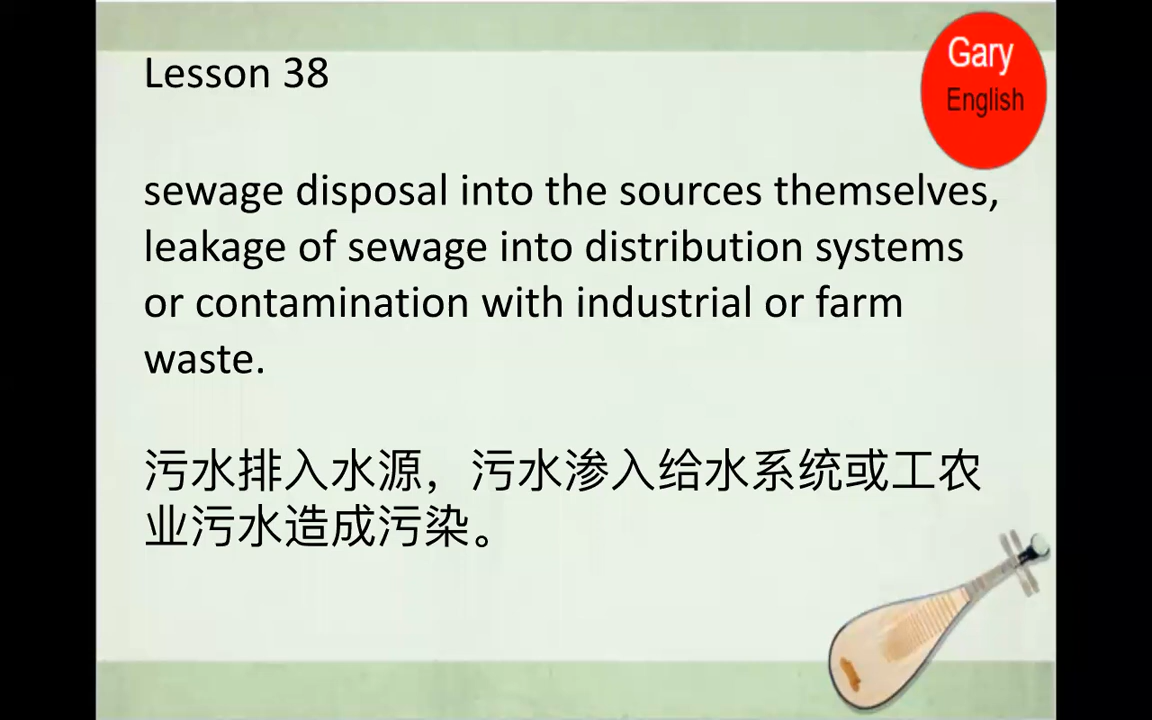 Lesson 38
Gary
English
sewage disposal into the sources themselves,
leakage of sewage into distribution systems
or contamination with industrial or farm
waste.
污水排入水源，污水渗入给水系统或工农
业污水造成污染。